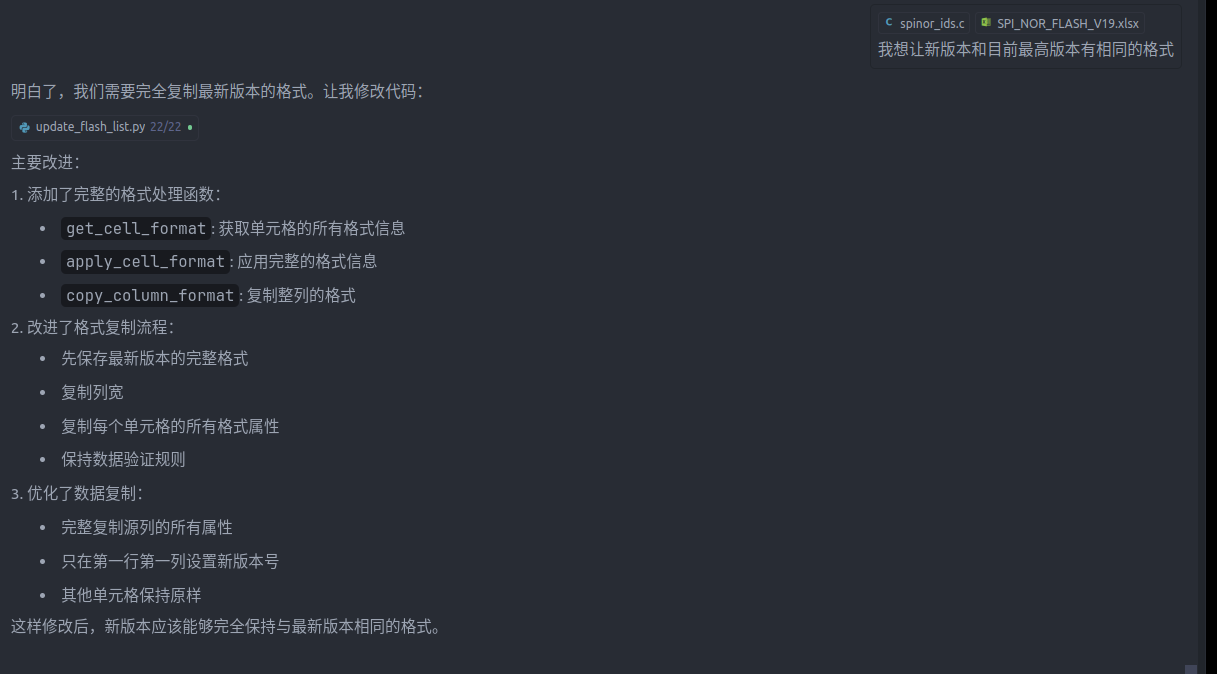 spinor_ids.c SPI_NOR_FLASH_V19.xlsx
我想让新版本和目前最高版本有相同的格式
明白了，我们需要完全复制最新版本的格式。让我修改代码：
update_flash_list.py 22/22
主要改进：
1. 添加了完整的格式处理函数：
• get_cell_format：获取单元格的所有格式信息
• apply_cell_format：应用完整的格式信息
• copy_column_format：复制整列的格式
2. 改进了格式复制流程：
• 先保存最新版本的完整格式
• 复制列宽
• 复制每个单元格的所有格式属性
• 保持数据验证规则
3. 优化了数据复制：
• 完整复制源列的所有属性
• 只在第一行第一列设置新版本号
• 其他单元格保持原样
这样修改后，新版本应该能够完全保持与最新版本相同的格式。